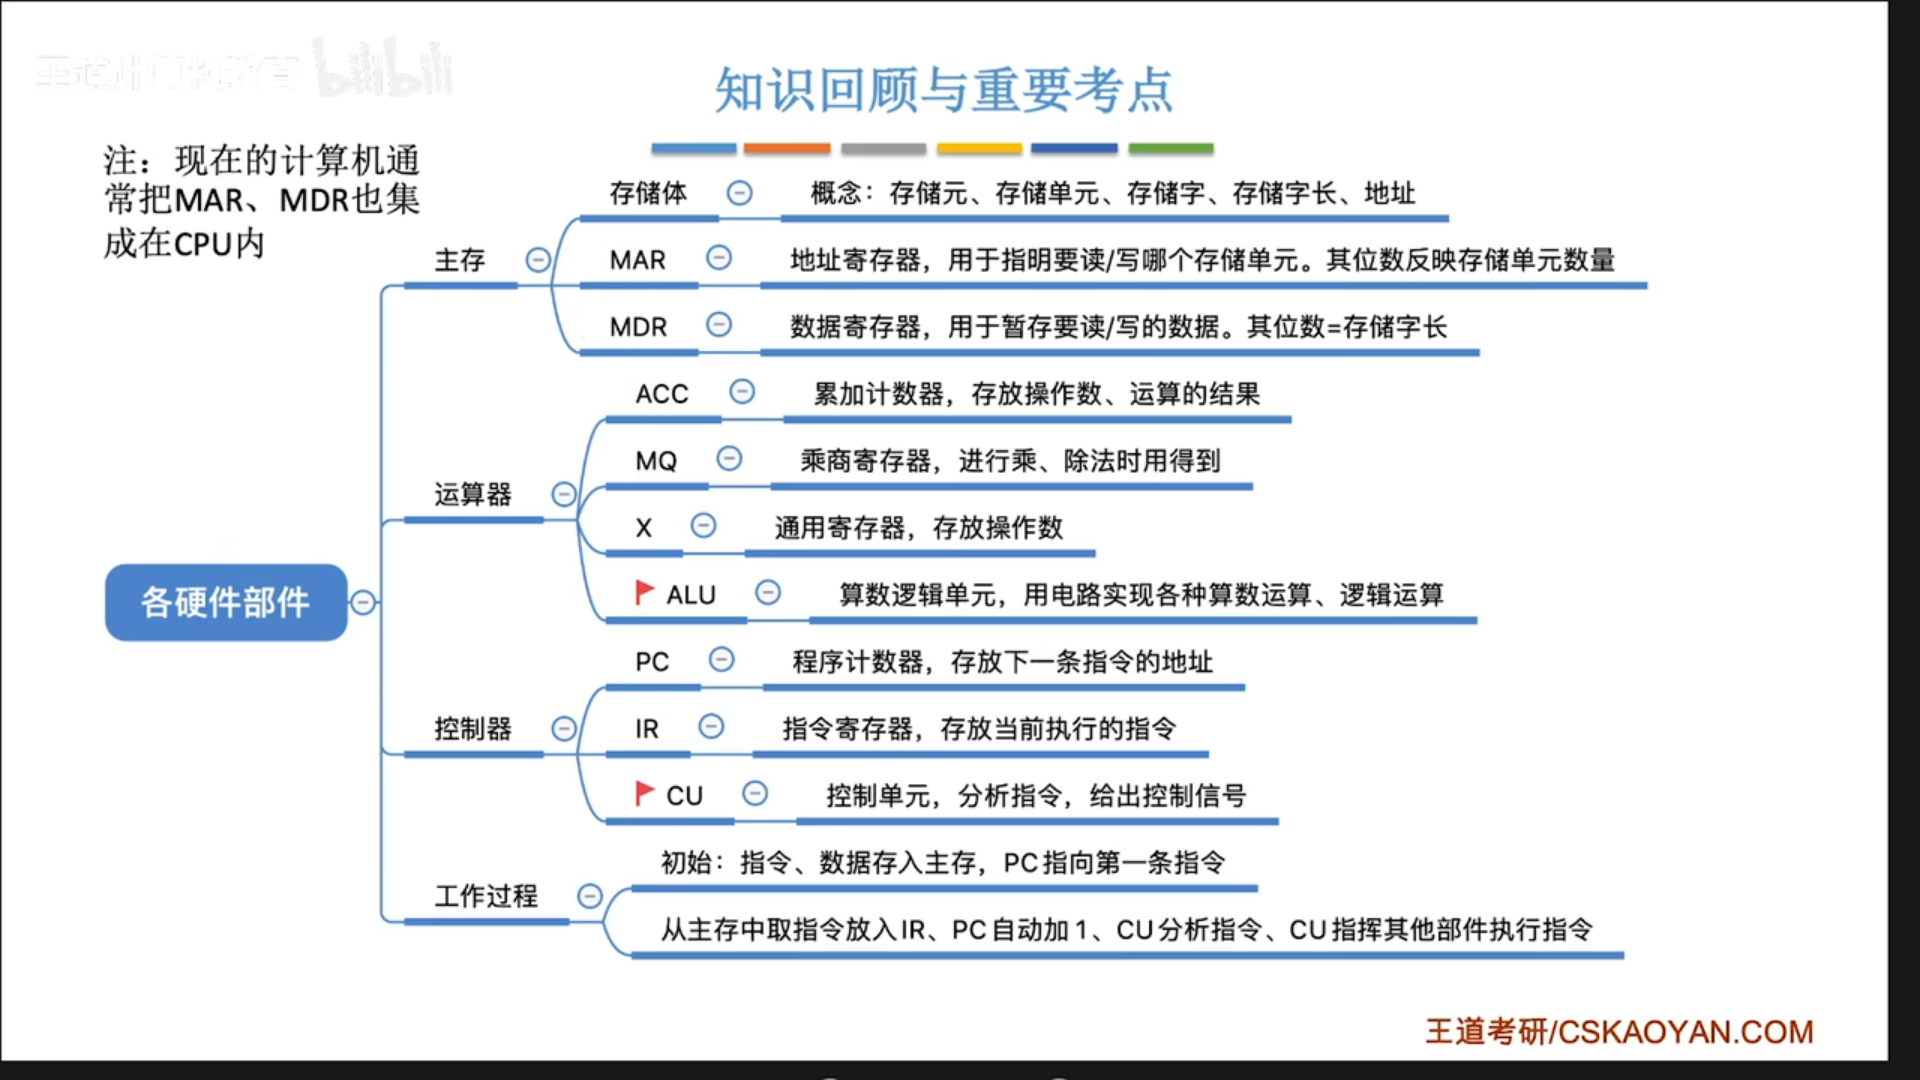 王道计算机教育 bilibili
知识回顾与重要考点
注：现在的计算机通
常把MAR、MDR也集
成在CPU内
各硬件部件
主存
存储体
概念：存储元、存储单元、存储字、存储字长、地址
MAR
地址寄存器，用于指明要读/写哪个存储单元。其位数反映存储单元数量
MDR
数据寄存器，用于暂存要读/写的数据。其位数=存储字长
运算器
ACC
累加计数器，存放操作数、运算的结果
MQ
乘商寄存器，进行乘、除法时用得到
X
通用寄存器，存放操作数
ALU
算数逻辑单元，用电路实现各种算数运算、逻辑运算
控制器
PC
程序计数器，存放下一条指令的地址
IR
指令寄存器，存放当前执行的指令
CU
控制单元，分析指令，给出控制信号
工作过程
初始：指令、数据存入主存，PC指向第一条指令
从主存中取指令放入IR、PC自动加1、CU分析指令、CU指挥其他部件执行指令
王道考研/CSKAOYAN.COM